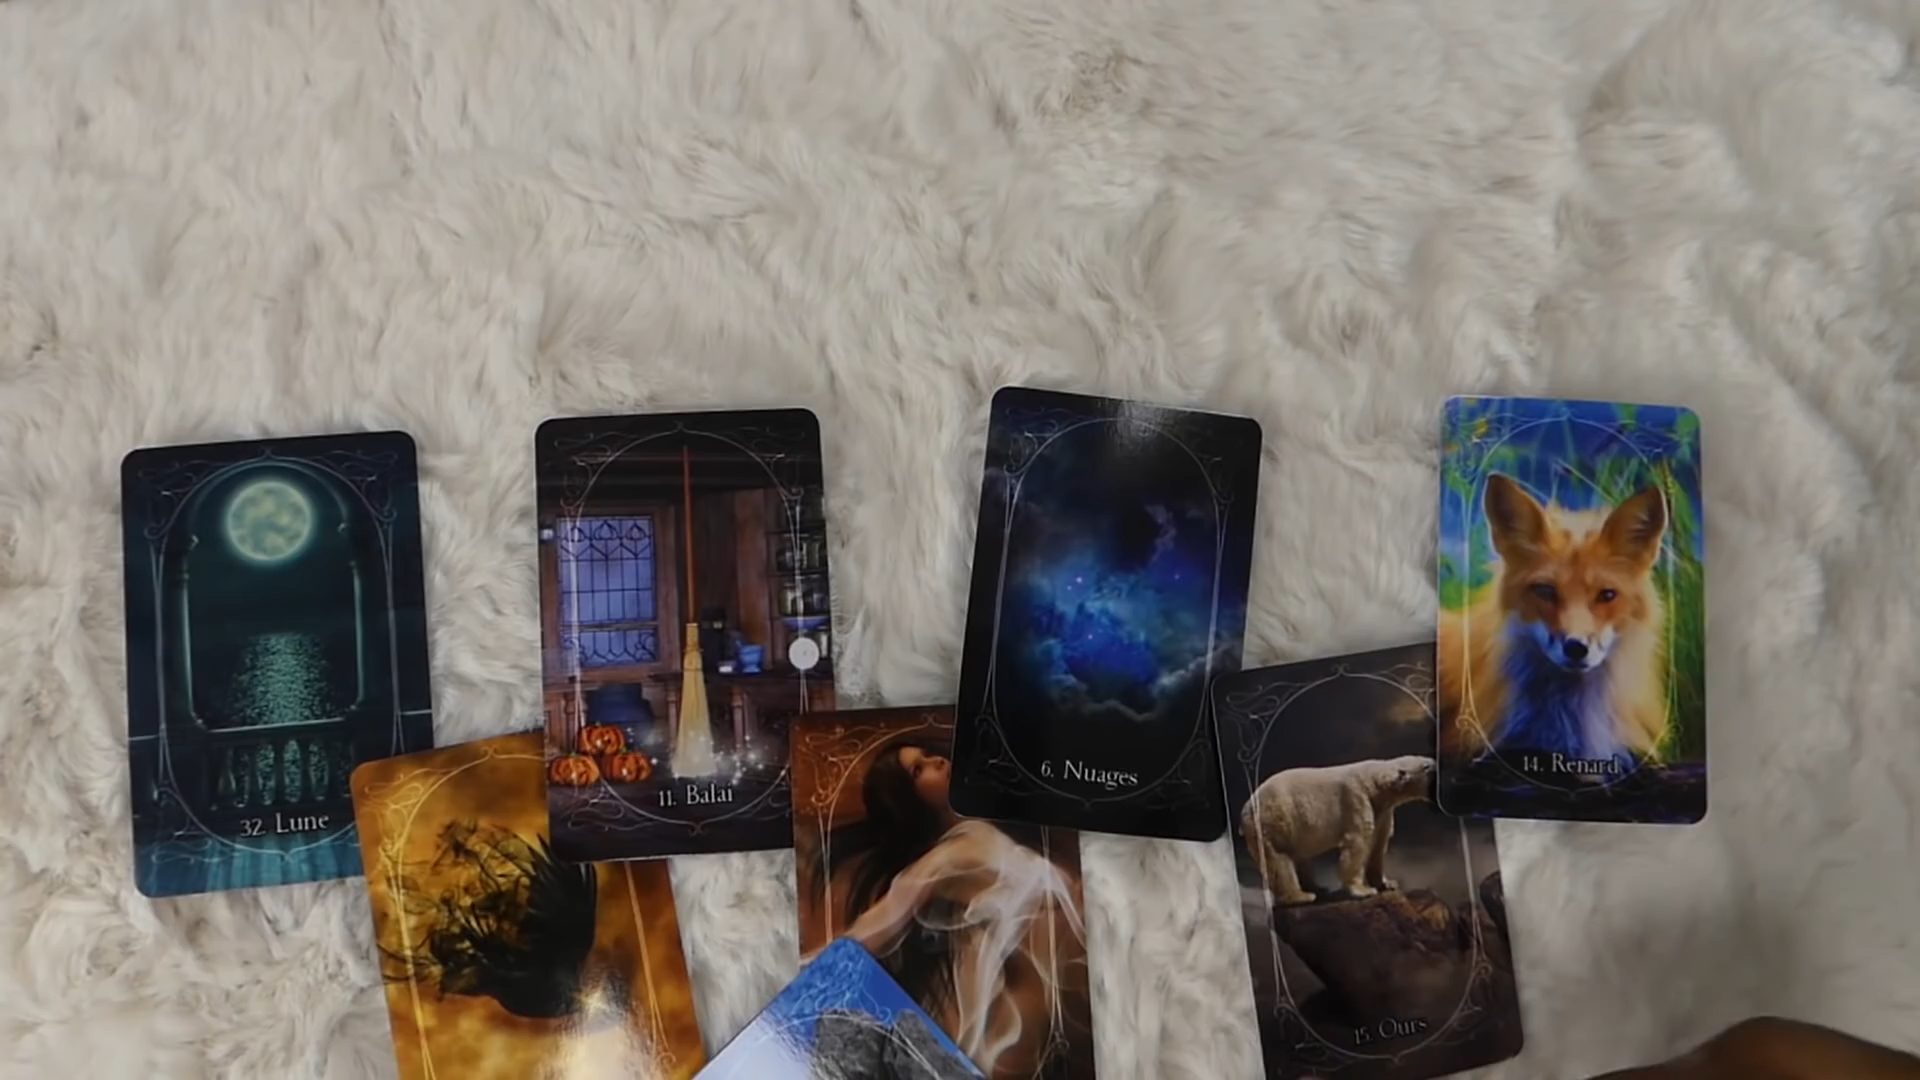 32. Lune
11. Balai
6. Nuages
14. Renard
15. Ours